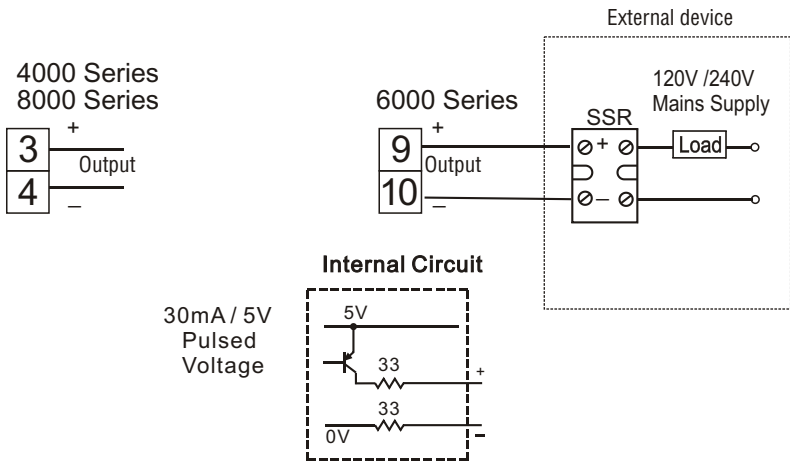 External device
4000 Series
8000 Series
3
+
Output
4
–
6000 Series
9
+
Output
10
–
SSR
+
–
120V /240V
Mains Supply
Load
Internal Circuit
30mA / 5V
Pulsed
Voltage
5V
33
+
33
0V
–